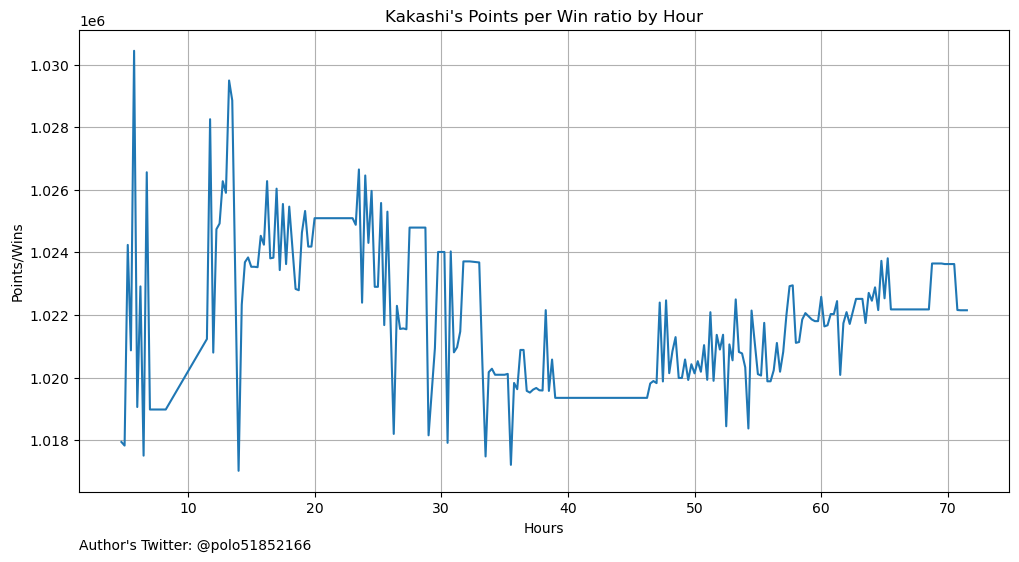 Kakashi's Points per Win ratio by Hour
1e6
1.030
1.028
1.026
1.024
1.022
1.020
1.018
Points/Wins
10 20 30 40 50 60 70
Hours
Author's Twitter: @polo51852166